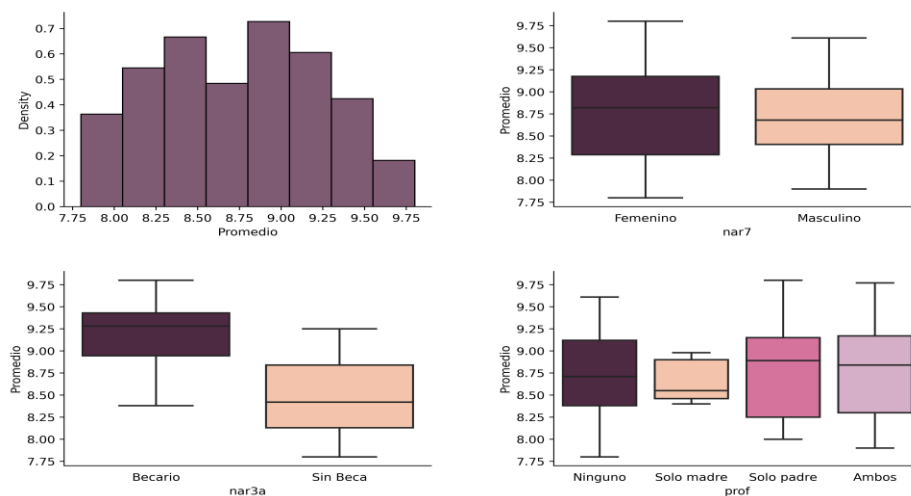 Density
0.7
0.6
0.5
0.4
0.3
0.2
0.1
0.0
7.75 8.00 8.25 8.50 8.75 9.00 9.25 9.50 9.75
Promedio
Promedio
9.75
9.50
9.25
9.00
8.75
8.50
8.25
8.00
7.75
Femenino Masculino
nar7
Promedio
9.75
9.50
9.25
9.00
8.75
8.50
8.25
8.00
7.75
Becario Sin Beca
nar3a
Promedio
9.75
9.50
9.25
9.00
8.75
8.50
8.25
8.00
7.75
Ninguno Solo madre Solo padre Ambos
prof